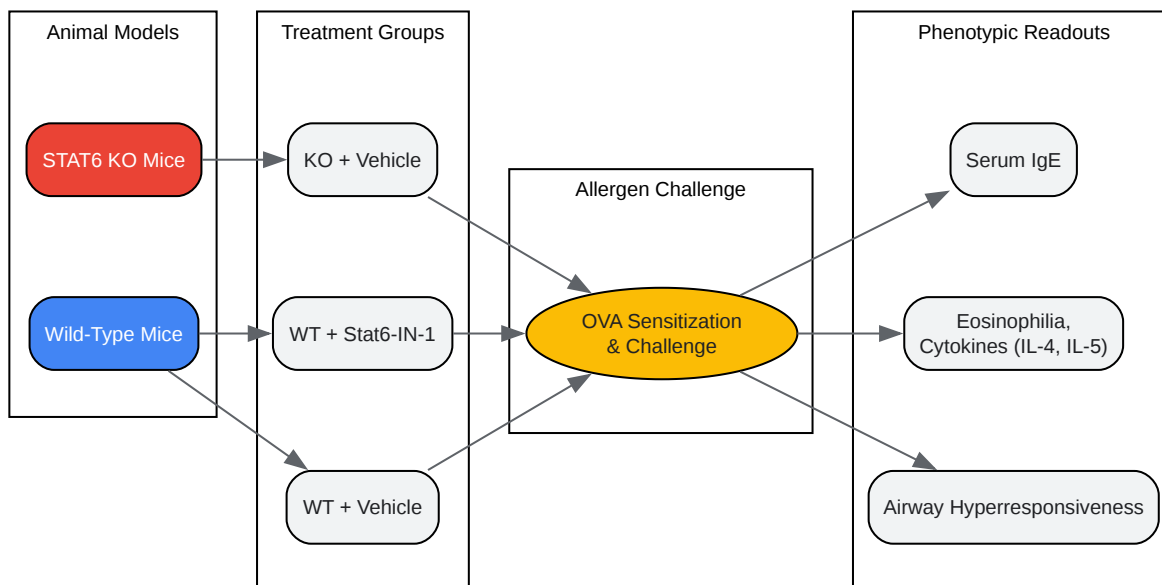 Animal Models
STAT6 KO Mice
Wild-Type Mice
Treatment Groups
KO + Vehicle
WT + Stat6-IN-1
WT + Vehicle
Allergen Challenge
OVA Sensitization
& Challenge
Phenotypic Readouts
Serum IgE
Eosinophilia,
Cytokines (IL-4, IL-5)
Airway Hyperresponsiveness